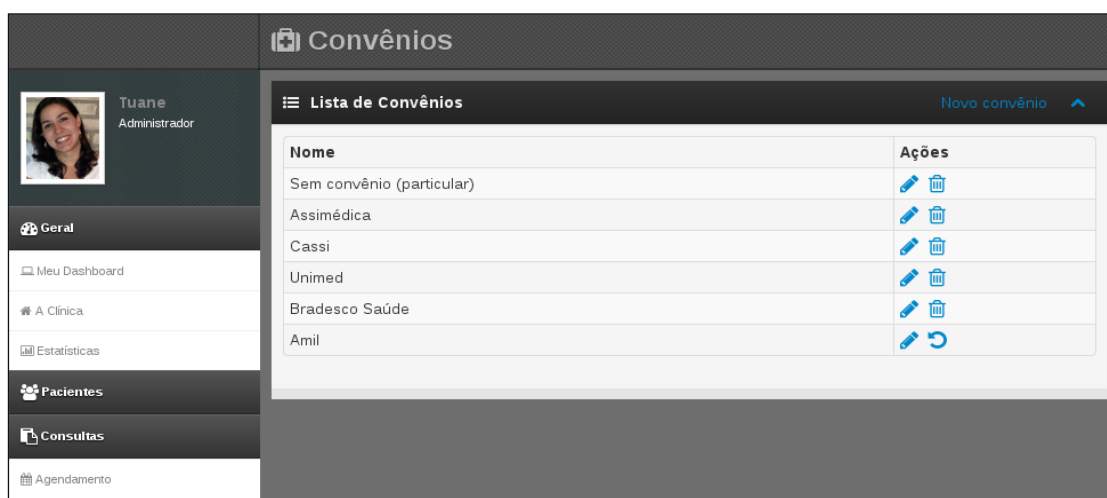 Convênios
Tuane
Administrador
Geral
Meu Dashboard
A Clínica
Estatísticas
Pacientes
Consultas
Agendamento
Lista de Convênios
Novo convênio
Nome Ações
Sem convênio (particular)
Assimédica
Cassi
Unimed
Bradesco Saúde
Amil